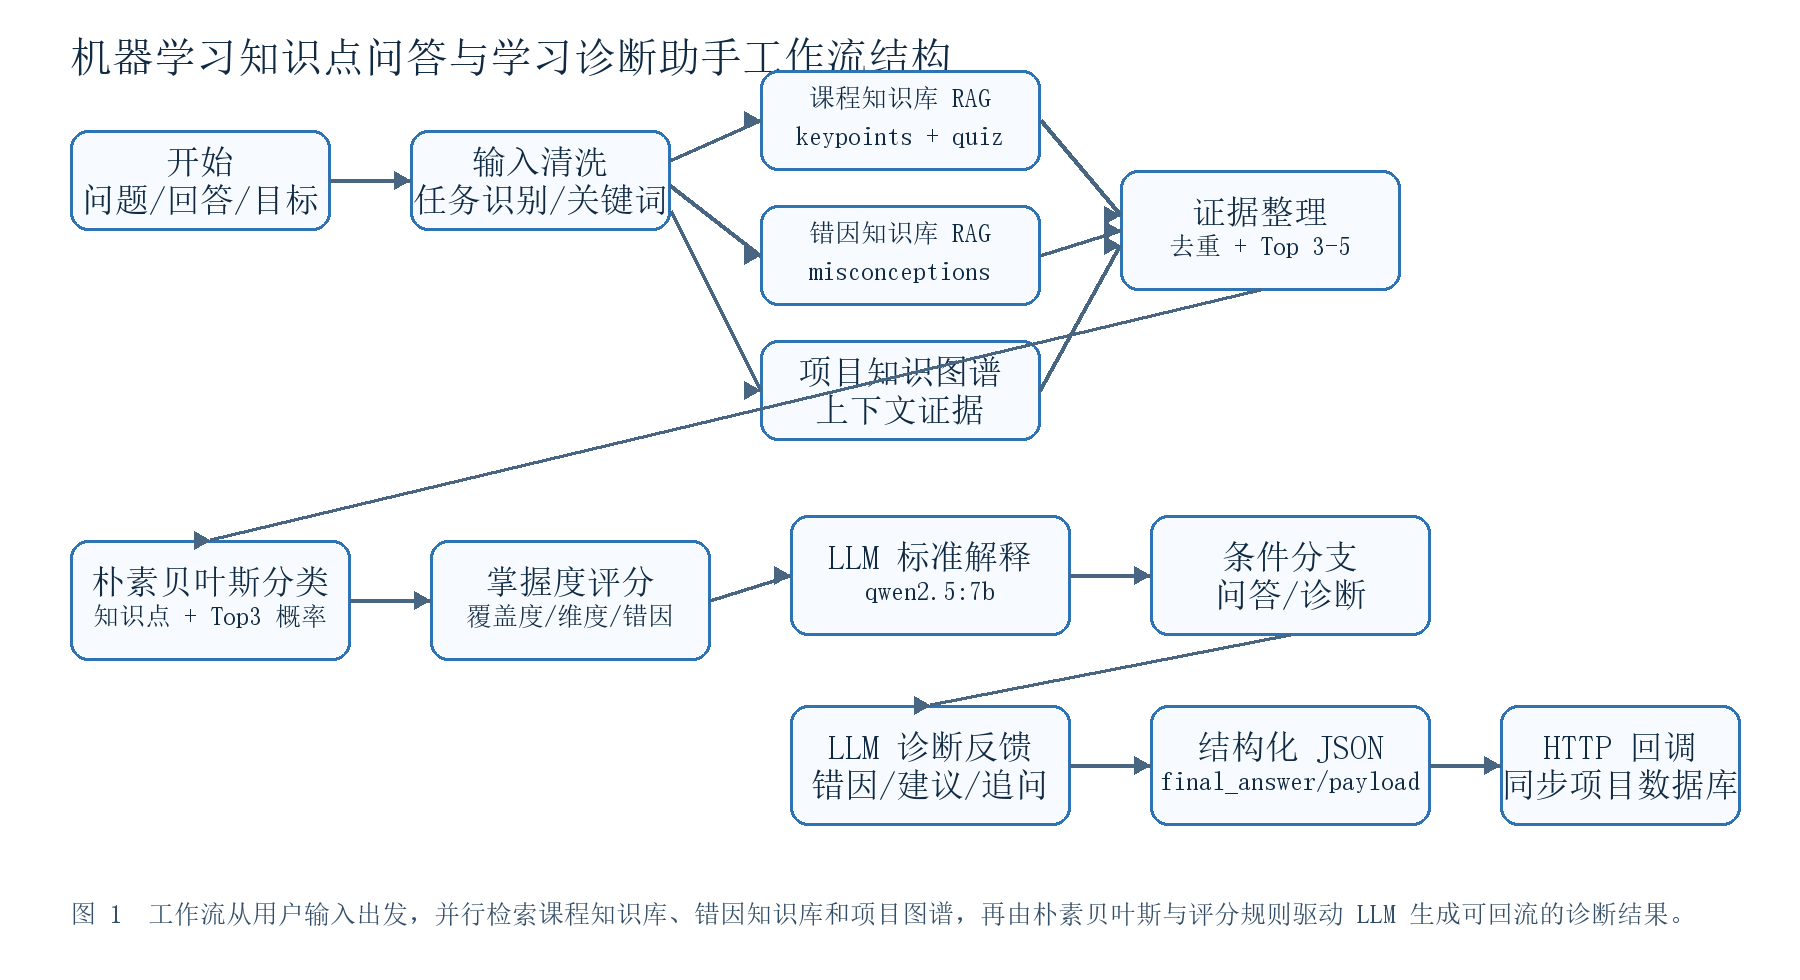 机器学习知识点问答与学习诊断助手工作流结构
开始
问题/回答/目标
输入清洗
任务识别/关键词
课程知识库 RAG
keypoints + quiz
错因知识库 RAG
misconceptions
项目知识图谱
上下文证据
证据整理
去重 + Top 3-5
朴素贝叶斯分类
知识点 + Top3 概率
掌握度评分
覆盖度/维度/错因
LLM 标准解释
qwen2.5:7b
条件分支
问答/诊断
LLM 诊断反馈
错因/建议/追问
结构化 JSON
final_answer/payload
HTTP 回调
同步项目数据库
图 1 工作流从用户输入出发，并行检索课程知识库、错因知识库和项目图谱，再由朴素贝叶斯与评分规则驱动 LLM 生成可回流的诊断结果。